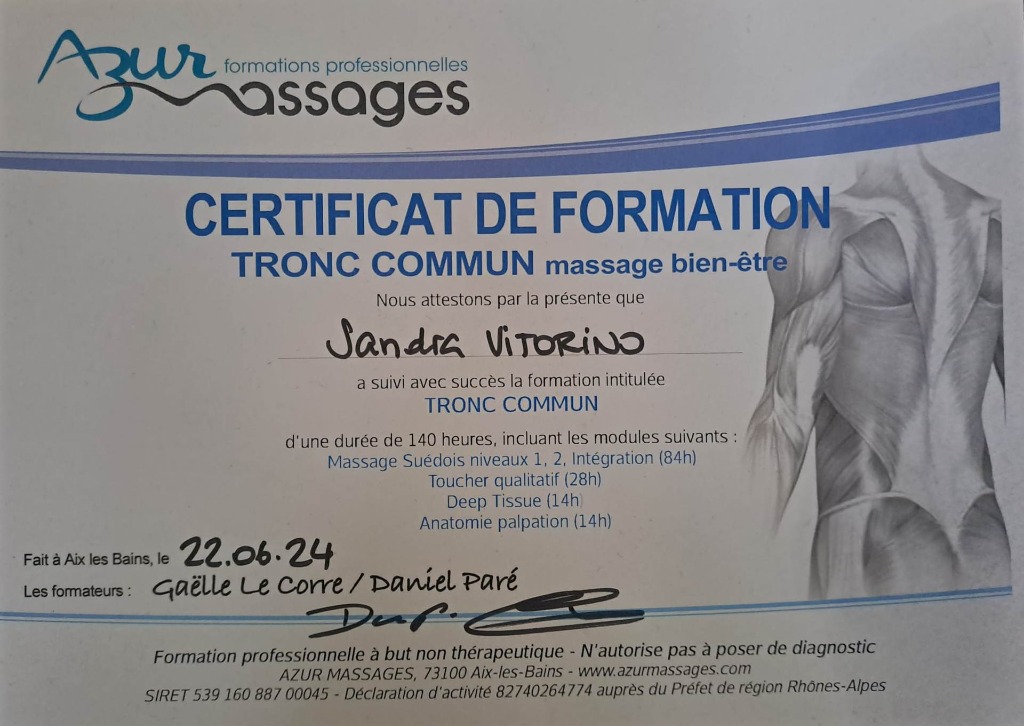 Azur formations professionnelles
Massages
CERTIFICAT DE FORMATION
TRONC COMMUN massage bien-être
Nous attestons par la présente que
Sandra VITORINO
a suivi avec succès la formation intitulée
TRONC COMMUN
d'une durée de 140 heures, incluant les modules suivants :
Massage Suédois niveaux 1, 2, Intégration (84h)
Toucher qualitatif (28h)
Deep Tissue (14h)
Anatomie palpation (14h)
Fait à Aix les Bains, le 22.06.24
Les formateurs : Gaëlle Le Corre / Daniel Paré
Formation professionnelle à but non thérapeutique - N'autorise pas à poser de diagnostic
AZUR MASSAGES, 73100 Aix-les-Bains - www.azurmassages.com
SIRET 539 160 887 00045 - Déclaration d'activité 82740264774 auprès du Préfet de région Rhônes-Alpes